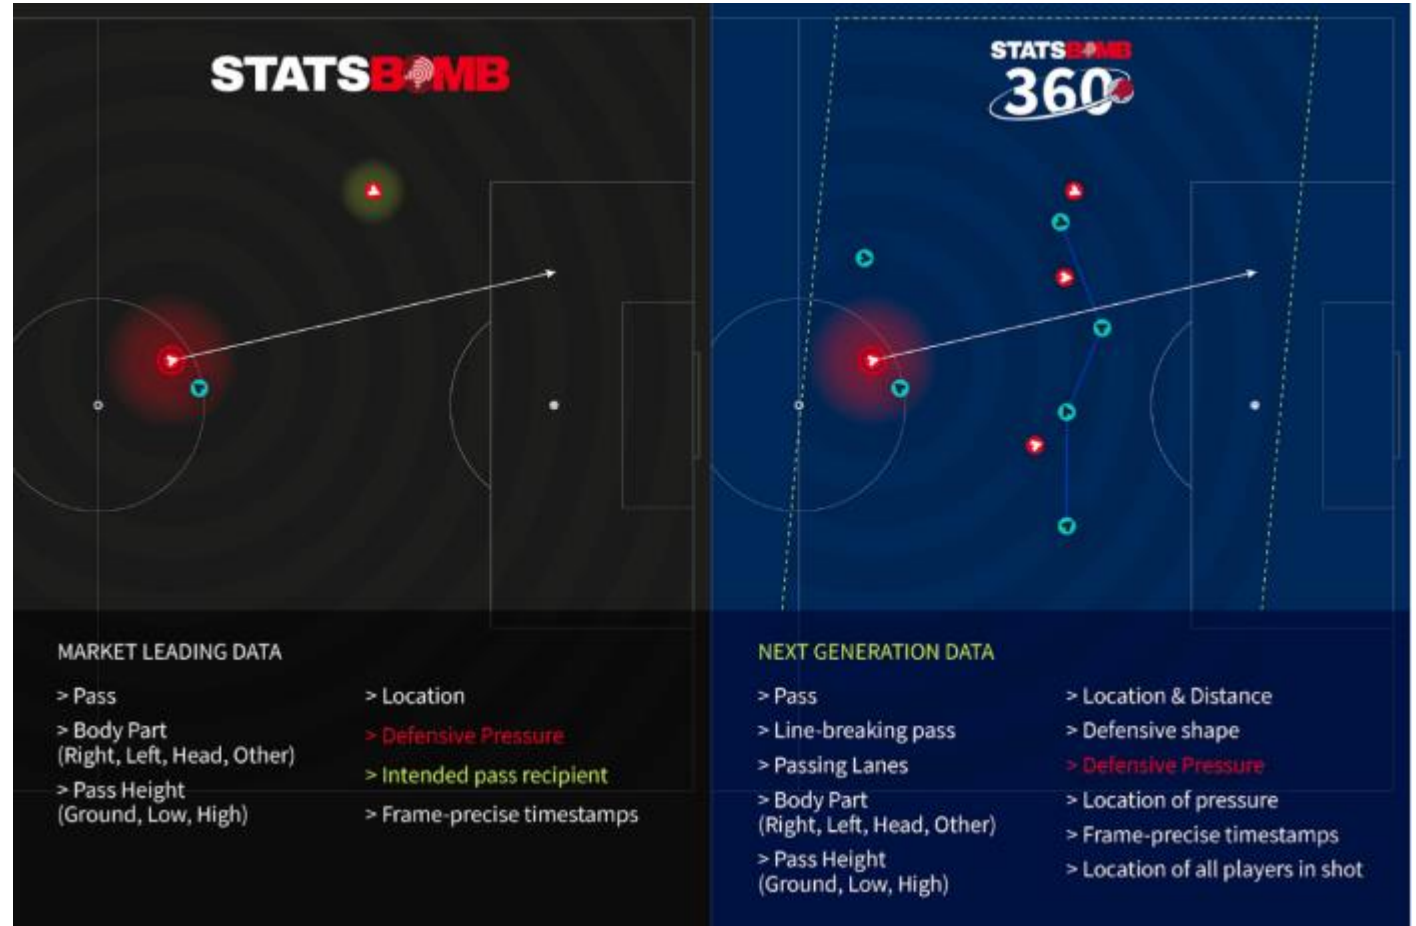 STATSBOMB
STATSBOMB
360
MARKET LEADING DATA
> Pass
> Body Part
(Right, Left, Head, Other)
> Pass Height
(Ground, Low, High)
> Location
> Defensive Pressure
> Intended pass recipient
> Frame-precise timestamps
NEXT GENERATION DATA
> Pass
> Line-breaking pass
> Passing Lanes
> Body Part
(Right, Left, Head, Other)
> Pass Height
(Ground, Low, High)
> Location & Distance
> Defensive shape
> Defensive Pressure
> Location of pressure
> Frame-precise timestamps
> Location of all players in shot